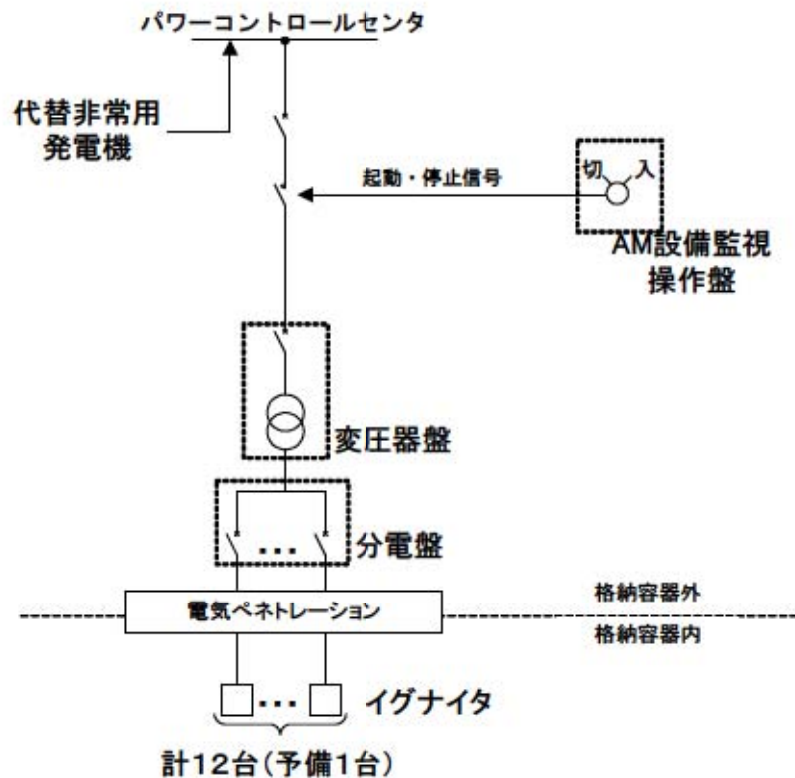 パワーコントロールセンタ
代替非常用
発電機
起動・停止信号
切 入
AM設備監視
操作盤
変圧器盤
分電盤
電気ペネトレーション
格納容器外
格納容器内
イグナイタ
計12台(予備1台)